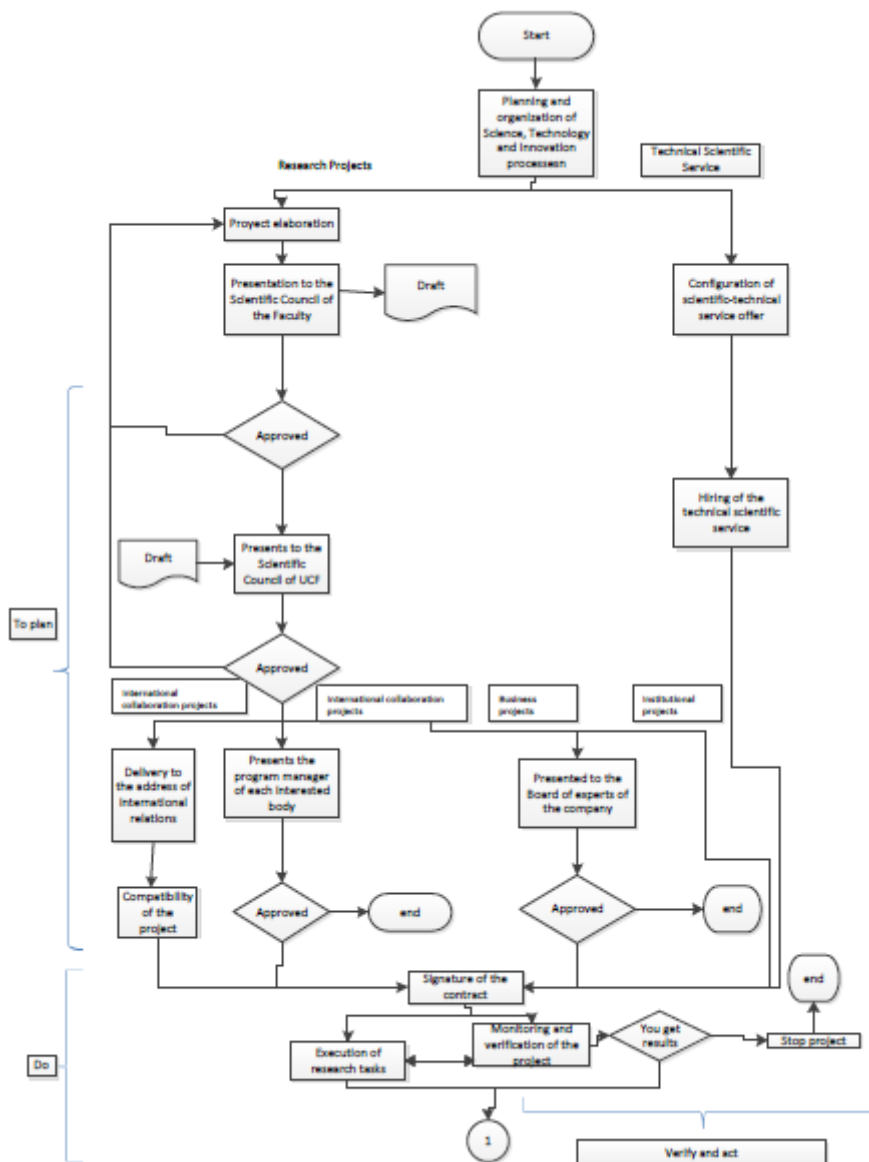 Start
Planning and
organization of
Science, Technology
and Innovation
processesn
Research Projects
Technical Scientific
Service
Proyect elaboration
Presentation to the
Scientific Council of
the Faculty
Draft
Configuration of
scientific-technical
service offer
Approved
Hiring of the
technical scientific
service
Draft
Presents to the
Scientific
Council of UCF
To plan
Approved
International
collaboration projects
International collaboration
projects
Business
projects
Institutional
projects
Delivery to
the address of
International
relations
Presents the
program manager
of each interested
body
Presented to the
Board of experts of
the company
Compatibility
of the
project
Approved
end
Approved
end
Signature of the
contract
end
Do
Execution of
research tasks
Monitoring and
verification of the
project
You get
results
Stop project
1
Verify and act